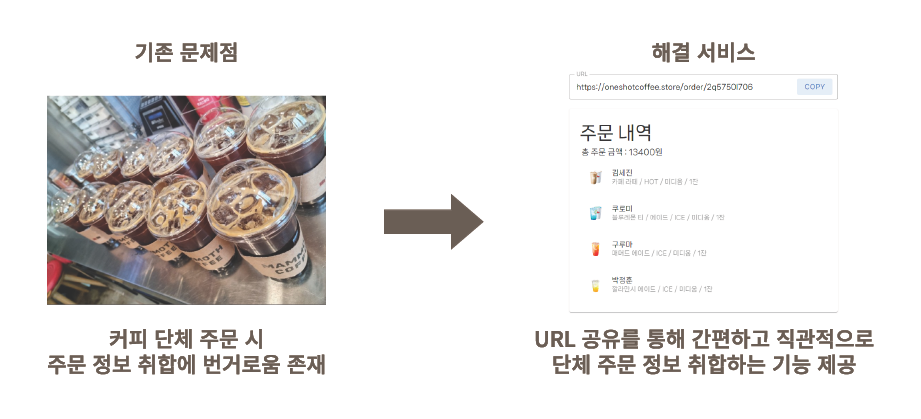 기존 문제점
해결 서비스
URL
https://oneshotcoffee.store/order/2q5750l706
COPY
주문 내역
총 주문 금액 : 13400원
김세진
카페 라떼 / HOT / 미디움 / 1잔
쿠로미
블루레몬 티 / 에이드 / ICE / 미디움 / 1잔
구루마
에이드 / ICE / 미디움 / 1잔
박정훈
깔라만시 에이드 / ICE / 미디움 / 1잔
MAMMOTH
COFFEE
커피 단체 주문 시
주문 정보 취합에 번거로움 존재
URL 공유를 통해 간편하고 직관적으로
단체 주문 정보 취합하는 기능 제공